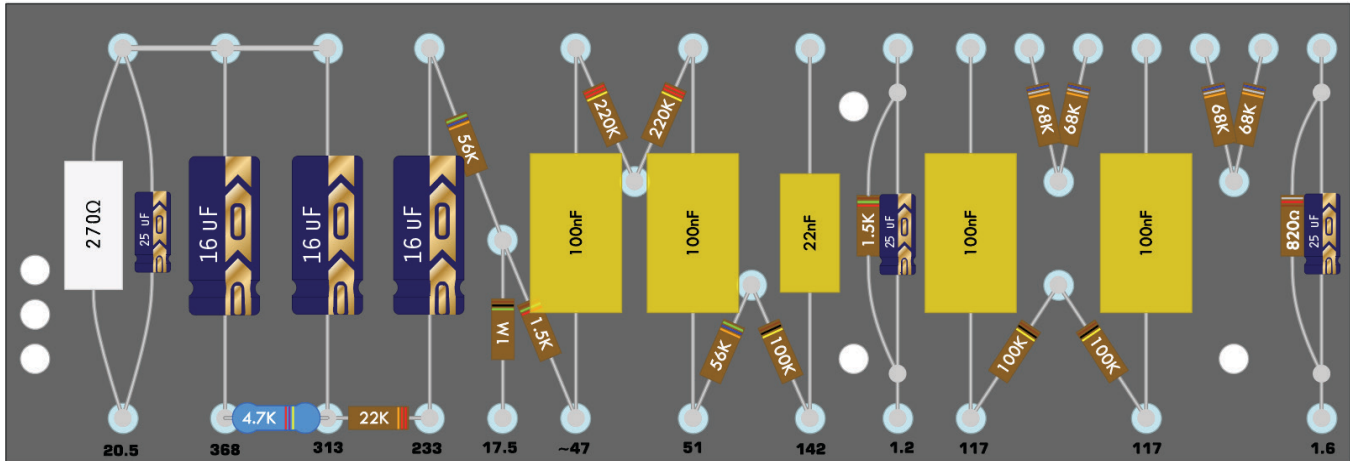 270Ω
25 uF
16 uF
16 uF
16 uF
56K
1W
1.5K
220K
220K
100nF
100nF
56K
100K
22nF
1.5K
25 uF
100nF
68K
68K
100K
100K
100nF
68K
68K
820Ω
25 uF
4.7K
22K
20.5 368 313 233 17.5 ~47 51 142 1.2 117 117 1.6